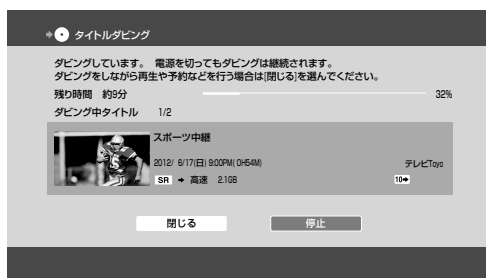 タイトルダビング
ダビングしています。 電源を切ってもダビングは継続されます。
ダビングをしながら再生や予約などを行う場合は[閉じる]を選んでください。
残り時間 約9分 32%
ダビング中タイトル 1/2
スポーツ中継
2012/ 6/17(日) 9:00PM( 0H54M) テレビToyo
SR → 高速 2.1GB 10→
閉じる 停止